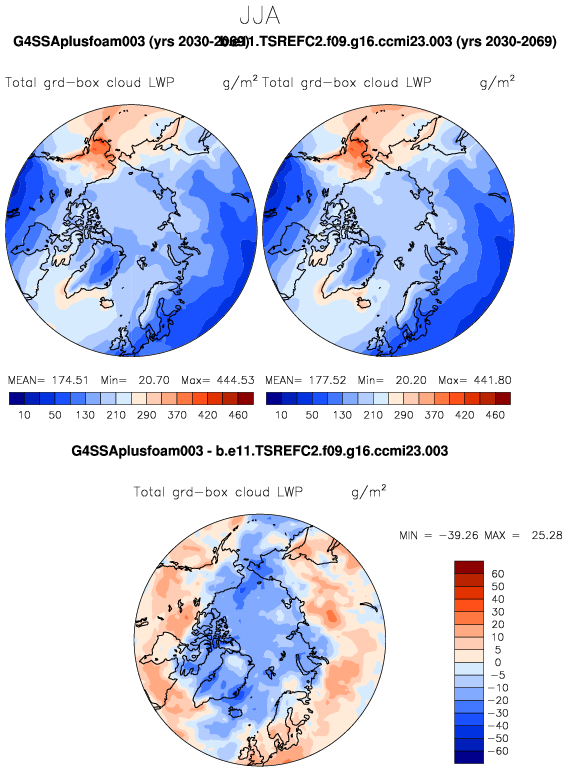 JJA
G4SSAplusfoam003 (yrs 2030-2069)
b.e11.TSREFC2.f09.g16.ccmi23.003 (yrs 2030-2069)
Total grd-box cloud LWP g/m²
Total grd-box cloud LWP g/m²
MEAN= 174.51 Min= 20.70 Max= 444.53
MEAN= 177.52 Min= 20.20 Max= 441.80
10 50 130 210 290 370 420 460
10 50 130 210 290 370 420 460
G4SSAplusfoam003 - b.e11.TSREFC2.f09.g16.ccmi23.003
Total grd-box cloud LWP g/m²
MIN = -39.26 MAX = 25.28
60
50
40
30
20
10
5
0
-5
-10
-20
-30
-40
-50
-60